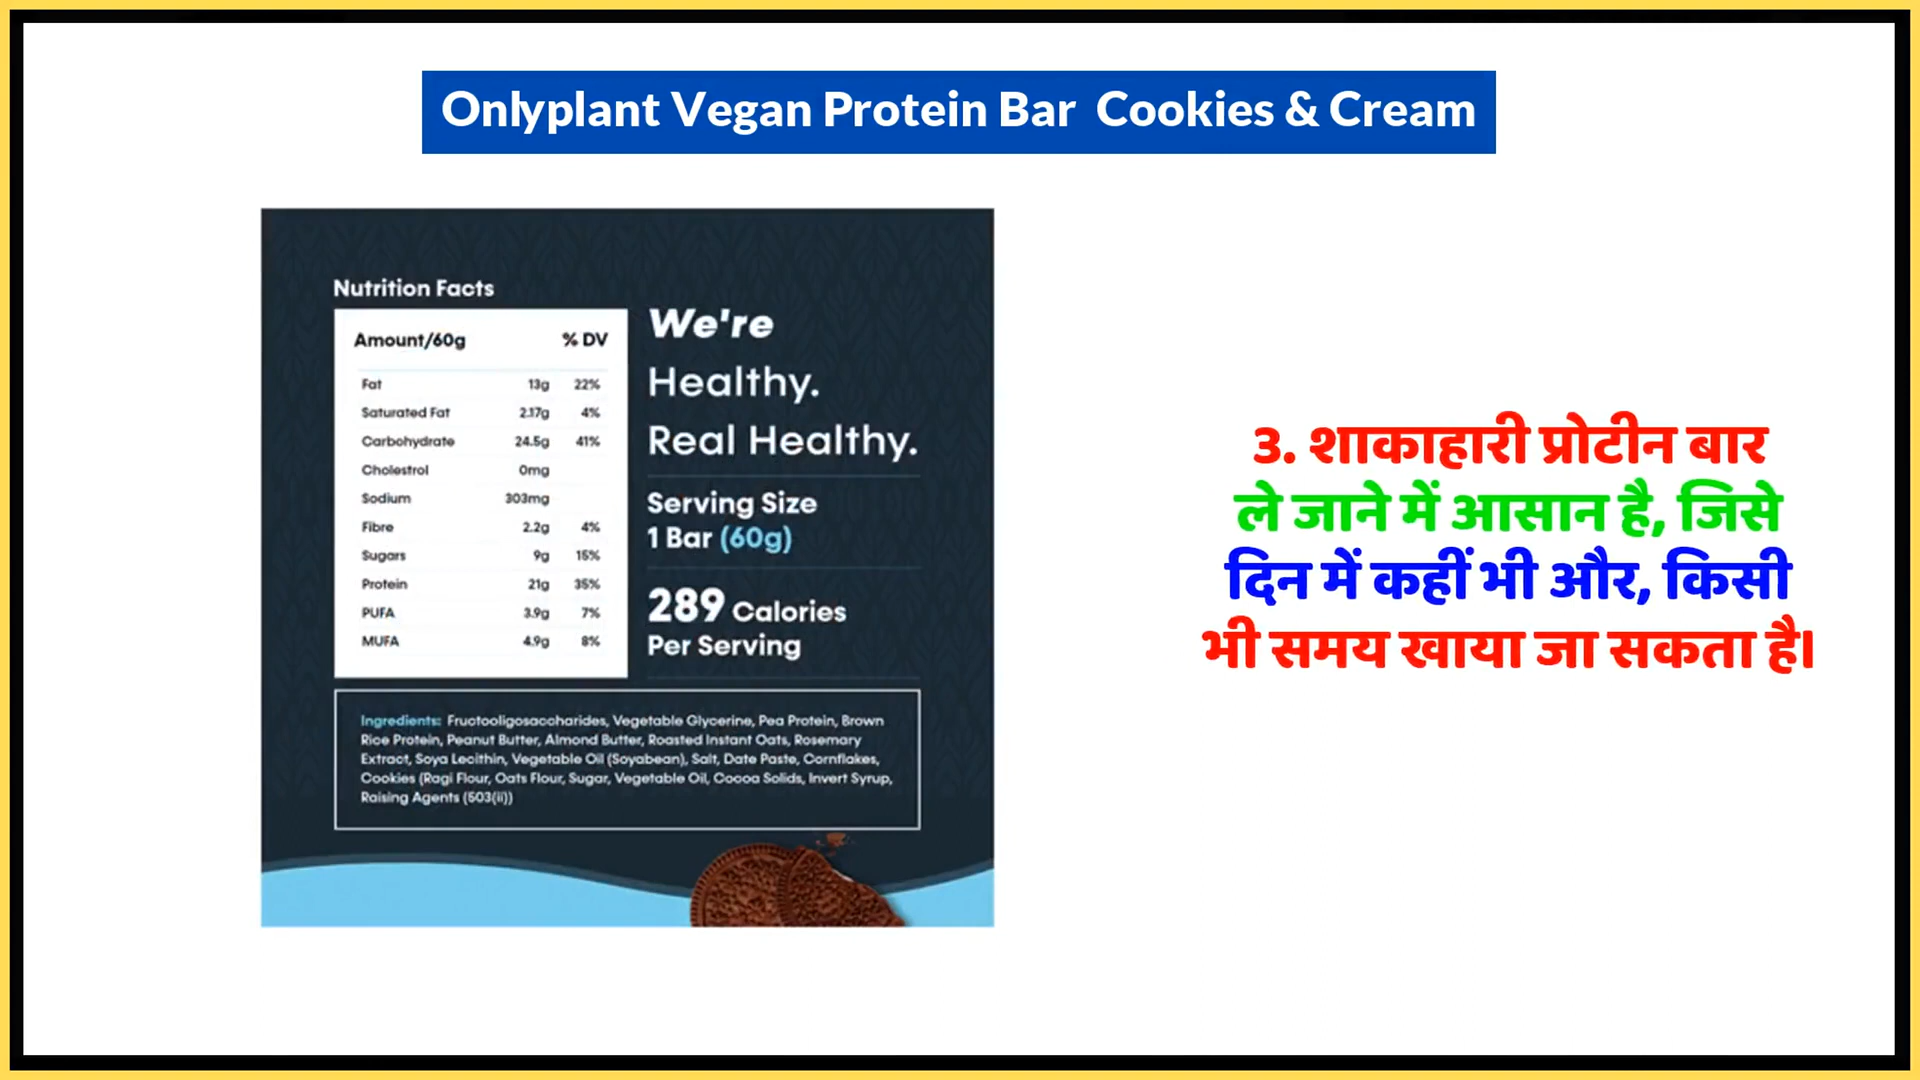 Onlyplant Vegan Protein Bar Cookies & Cream
Nutrition Facts
Amount/60g % DV
Fat 13g 22%
Saturated Fat 2.17g 4%
Carbohydrate 24.5g 41%
Cholestrol 0mg
Sodium 303mg
Fibre 2.2g 4%
Sugars 9g 15%
Protein 21g 35%
PUFA 3.9g 7%
MUFA 4.9g 8%
We're
Healthy.
Real Healthy.
Serving Size
1 Bar (60g)
289 Calories
Per Serving
Ingredients: Fructooligosaccharides, Vegetable Glycerine, Pea Protein, Brown
Rice Protein, Peanut Butter, Almond Butter, Roasted Instant Oats, Rosemary
Extract, Soya Lecithin, Vegetable Oil (Soyabean), Salt, Date Paste, Cornflakes,
Cookies (Ragi Flour, Oats Flour, Sugar, Vegetable Oil, Cocoa Solids, Invert Syrup,
Raising Agents (503(ii))
3. शाकाहारी प्रोटीन बार
ले जाने में आसान है, जिसे
दिन में कहीं भी और, किसी
भी समय खाया जा सकता है।